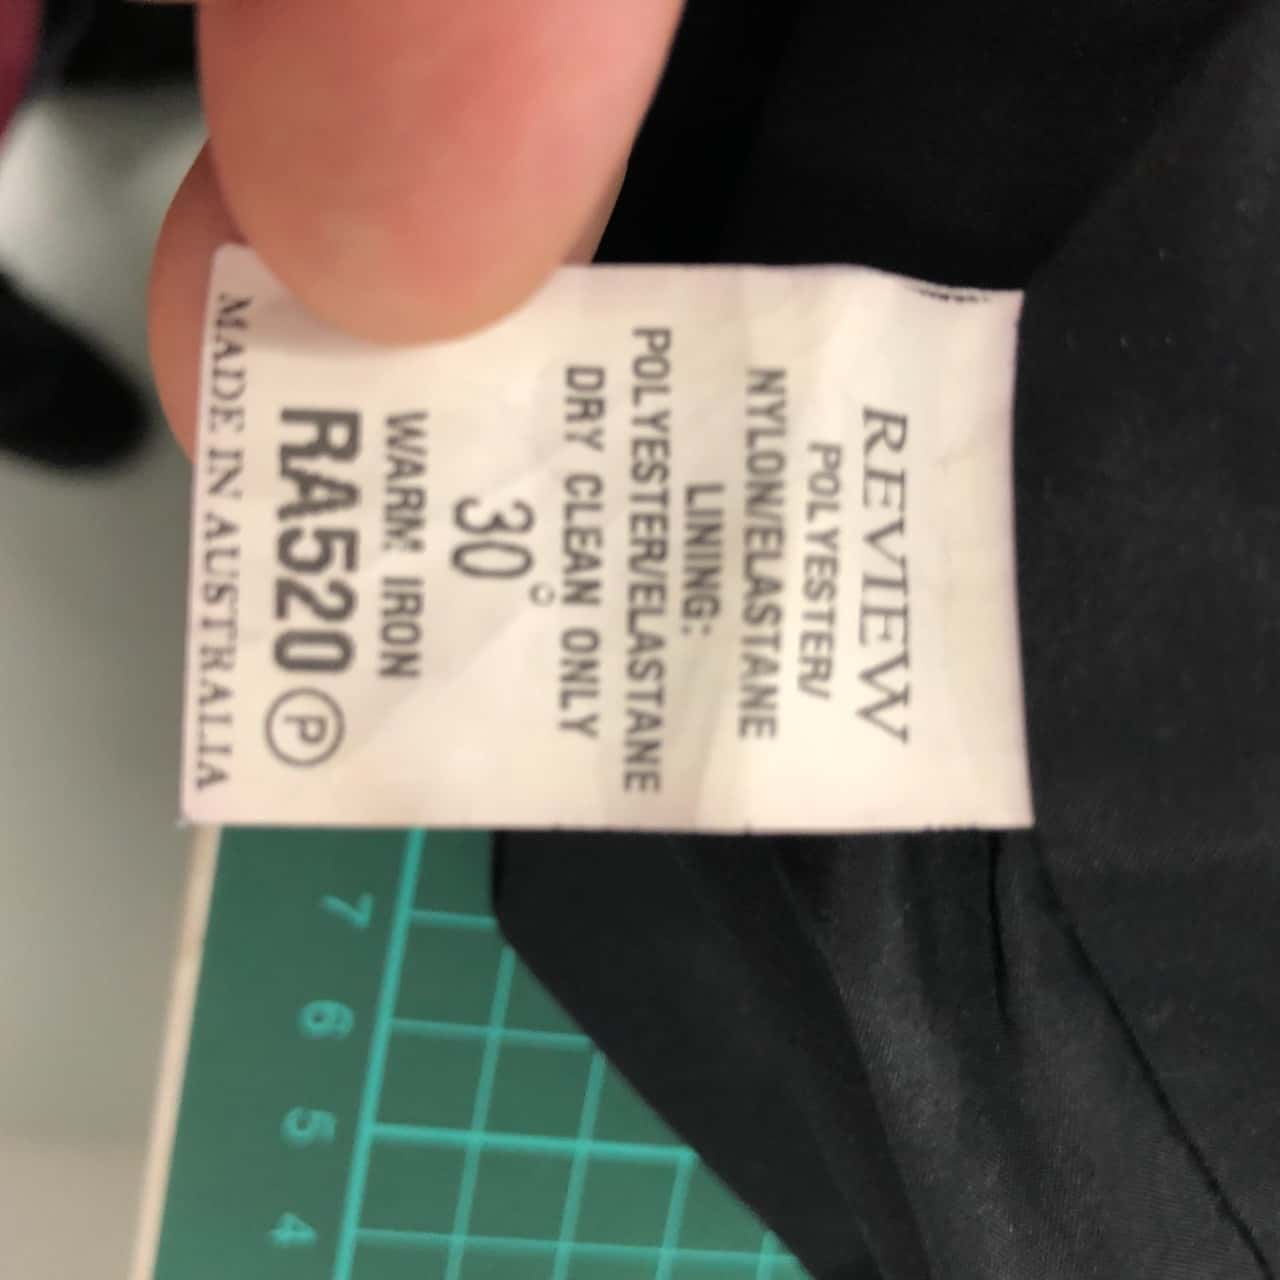 REVIEW
POLYESTER/
NYLON/ELASTANE
LINING:
POLYESTER/ELASTANE
DRY CLEAN ONLY
30°
WARM IRON
RA520 Ⓟ
MADE IN AUSTRALIA
7
6
5
4